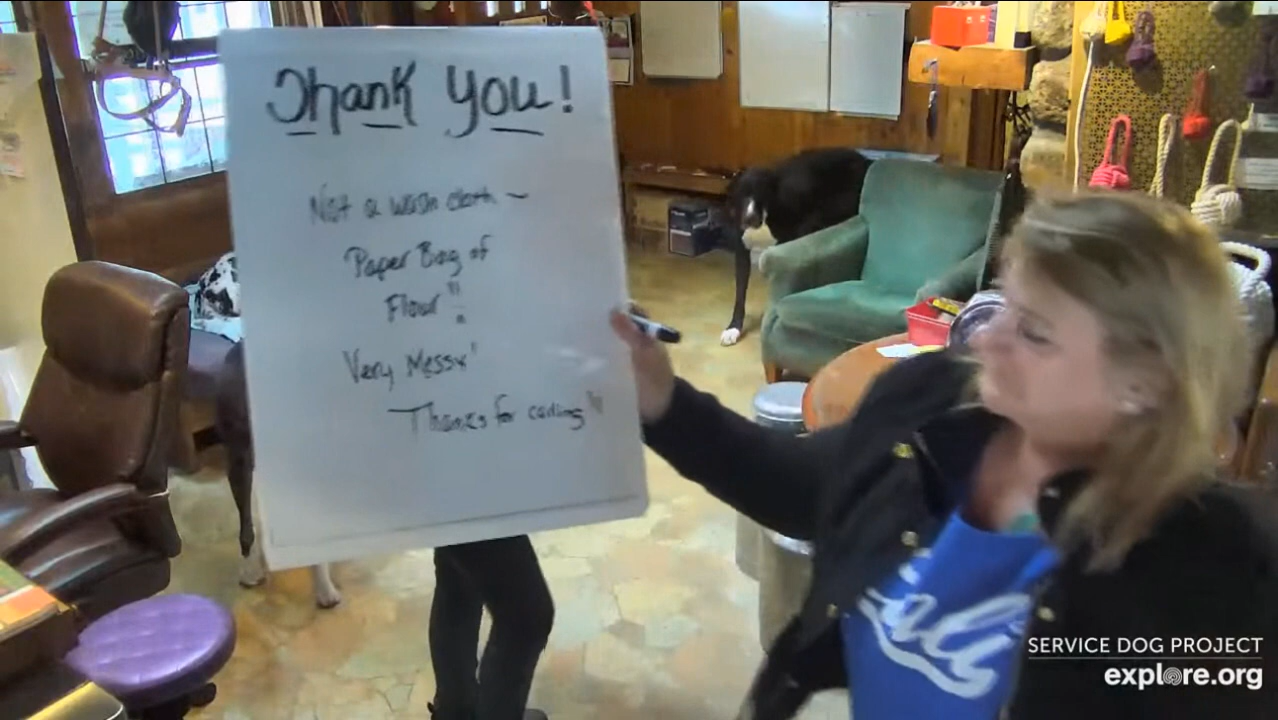 Thank You!
Not a wash cloth ~
Paper Bag of
Flour!!
Very Messy!
Thanks for calling!!
SERVICE DOG PROJECT
explore.org